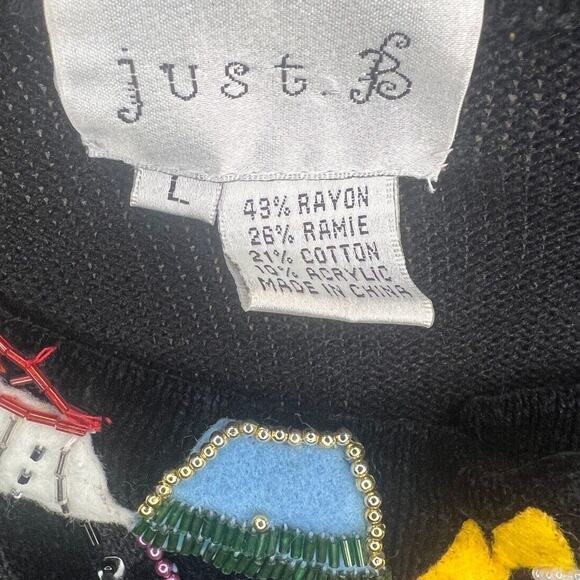 just. B
L
43% RAYON
26% RAMIE
21% COTTON
10% ACRYLIC
MADE IN CHINA